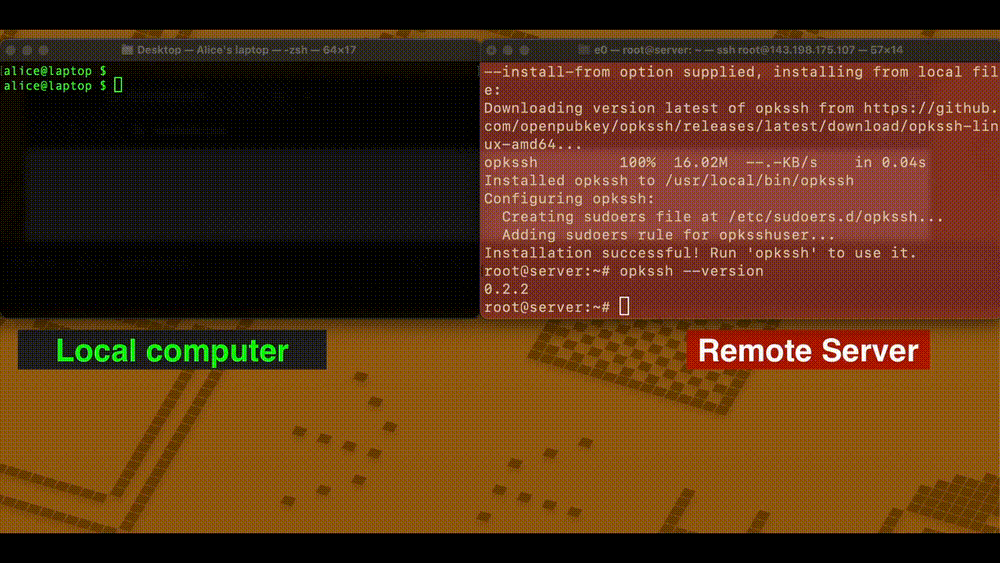 Desktop — Alice's laptop — -zsh — 64×17
alice@laptop $
alice@laptop $
e0 — root@server: ~ — ssh root@143.198.175.107 — 57×14
--install-from option supplied, installing from local fil
e:
Downloading version latest of opkssh from https://github.
com/openpubkey/opkssh/releases/latest/download/opkssh-lin
ux-amd64...
opkssh 100% 16.02M --.-KB/s in 0.04s
Installed opkssh to /usr/local/bin/opkssh
Configuring opkssh:
Creating sudoers file at /etc/sudoers.d/opkssh...
Adding sudoers rule for opksshuser...
Installation successful! Run 'opkssh' to use it.
root@server:~# opkssh --version
0.2.2
root@server:~#
Local computer
Remote Server